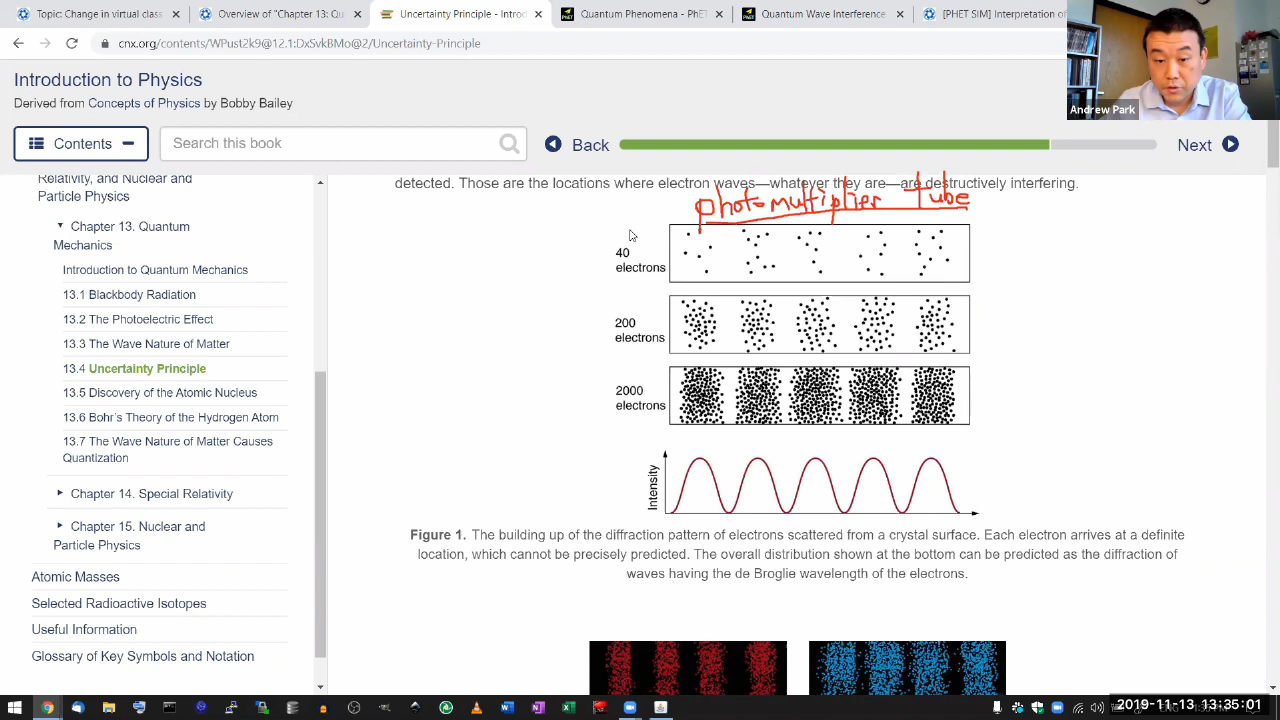 Topic: Chapter 13: Quantum
Overview of "Chapter 13: Qu
Uncertainty Principle - Introd
Quantum Phenomena - PhET
Quantum Wave Interference
[PHET SIM] Interpretation of
cnx.org/contents/WPust2k9@12.1:DxSvkBMo@2/Uncertainty-Principle
Introduction to Physics
Derived from Concepts of Physics by Bobby Bailey
Andrew Park
Contents
Search this book
Back
Next
Relativity, and Nuclear and
Particle Physics
Chapter 13. Quantum
Mechanics
Introduction to Quantum Mechanics
13.1 Blackbody Radiation
13.2 The Photoelectric Effect
13.3 The Wave Nature of Matter
13.4 Uncertainty Principle
13.5 Discovery of the Atomic Nucleus
13.6 Bohr's Theory of the Hydrogen Atom
13.7 The Wave Nature of Matter Causes
Quantization
Chapter 14. Special Relativity
Chapter 15. Nuclear and
Particle Physics
Atomic Masses
Selected Radioactive Isotopes
Useful Information
Glossary of Key Symbols and Notation
detected. Those are the locations where electron waves—whatever they are—are destructively interfering.
photomultiplier tube
40
electrons
200
electrons
2000
electrons
Intensity
Figure 1. The building up of the diffraction pattern of electrons scattered from a crystal surface. Each electron arrives at a definite
location, which cannot be precisely predicted. The overall distribution shown at the bottom can be predicted as the diffraction of
waves having the de Broglie wavelength of the electrons.
2019-11-13 13:35:01